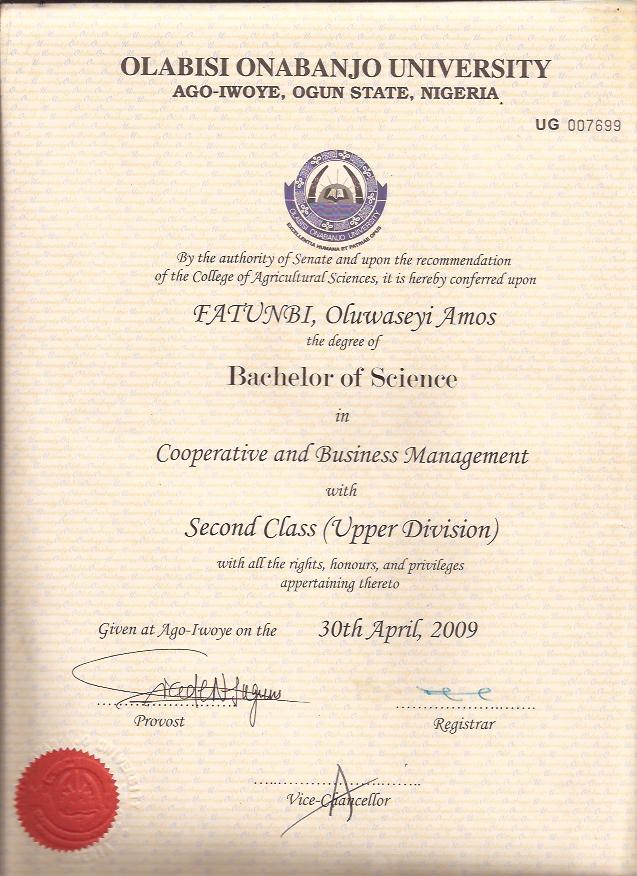 OLABISI ONABANJO UNIVERSITY
AGO-IWOYE, OGUN STATE, NIGERIA.
UG 007699
OLABISI ONABANJO UNIVERSITY
EXCELLENTIA HUMANA ET PATRIAE OPUS
By the authority of Senate and upon the recommendation
of the College of Agricultural Sciences, it is hereby conferred upon
FATUNBI, Oluwaseyi Amos
the degree of
Bachelor of Science
in
Cooperative and Business Management
with
Second Class (Upper Division)
with all the rights, honours, and privileges
appertaining thereto
Given at Ago-Iwoye on the 30th April, 2009
Provost
Registrar
Vice-Chancellor